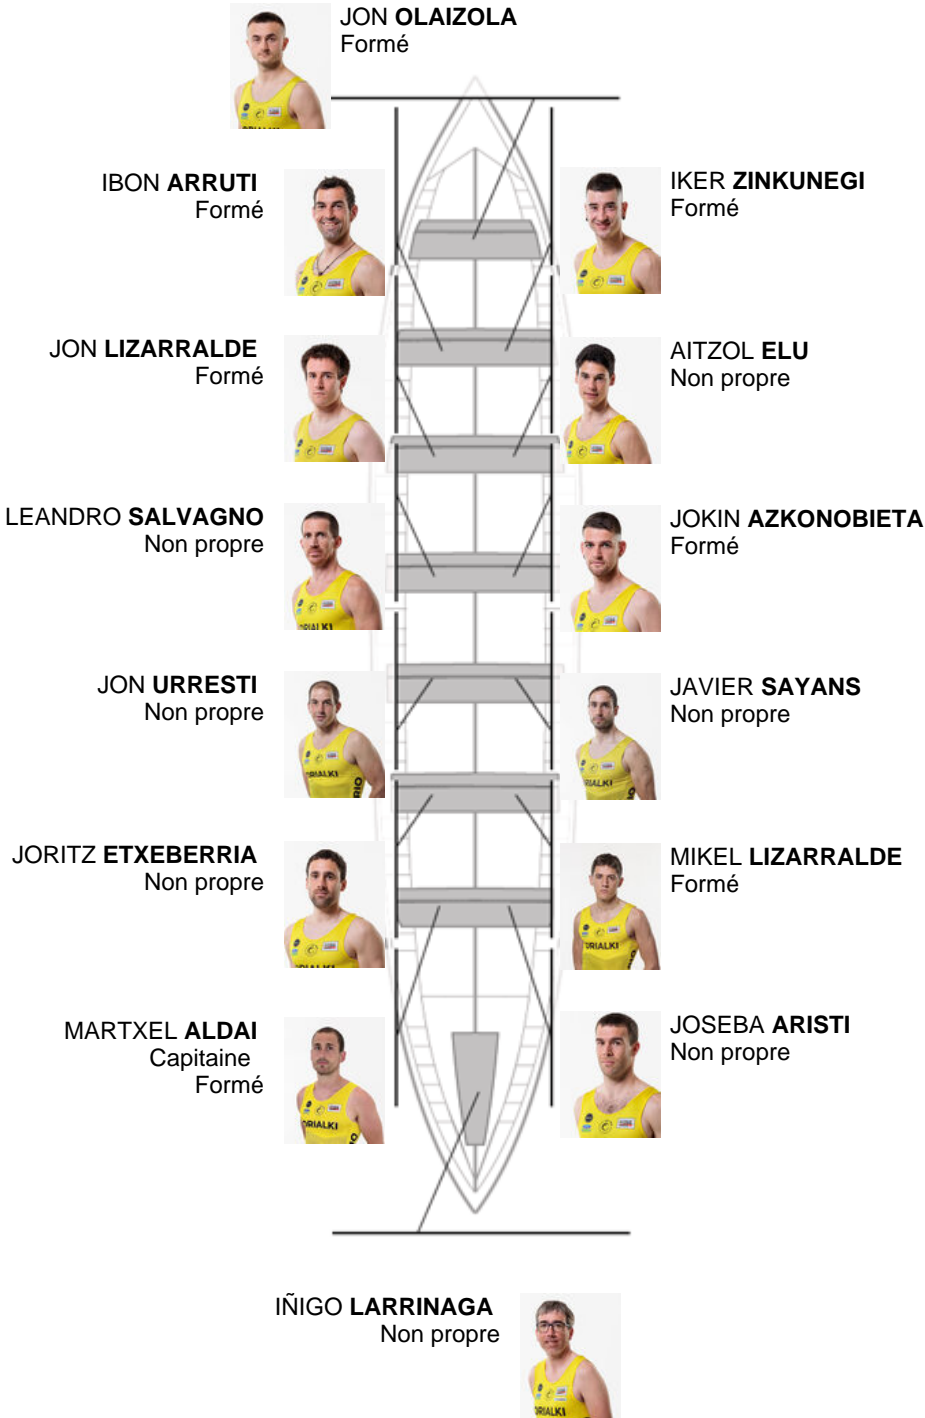 JON OLAIZOLA
Formé
IBON ARRUTI
Formé
IKER ZINKUNEGI
Formé
JON LIZARRALDE
Formé
AITZOL ELU
Non propre
LEANDRO SALVAGNO
Non propre
JOKIN AZKONOBIETA
Formé
JON URRESTI
Non propre
JAVIER SAYANS
Non propre
JORITZ ETXEBERRIA
Non propre
MIKEL LIZARRALDE
Formé
MARTXEL ALDAI
Capitaine
Formé
JOSEBA ARISTI
Non propre
IÑIGO LARRINAGA
Non propre